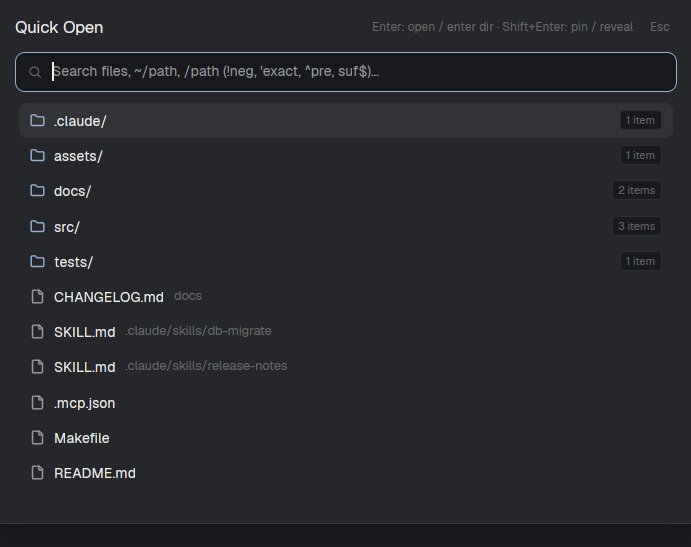 Quick Open Enter: open / enter dir · Shift+Enter: pin / reveal Esc
Search files, ~/path, /path (!neg, 'exact, ^pre, suf$)...
.claude/ 1 item
assets/ 1 item
docs/ 2 items
src/ 3 items
tests/ 1 item
CHANGELOG.md docs
SKILL.md .claude/skills/db-migrate
SKILL.md .claude/skills/release-notes
.mcp.json
Makefile
README.md